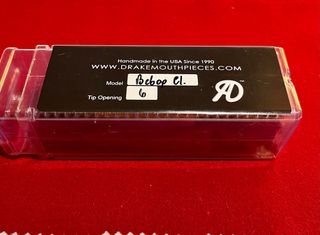 Handmade in the USA Since 1990
WWW.DRAKEMOUTHPIECES.COM
Model Bebop Cl.
Tip Opening 6